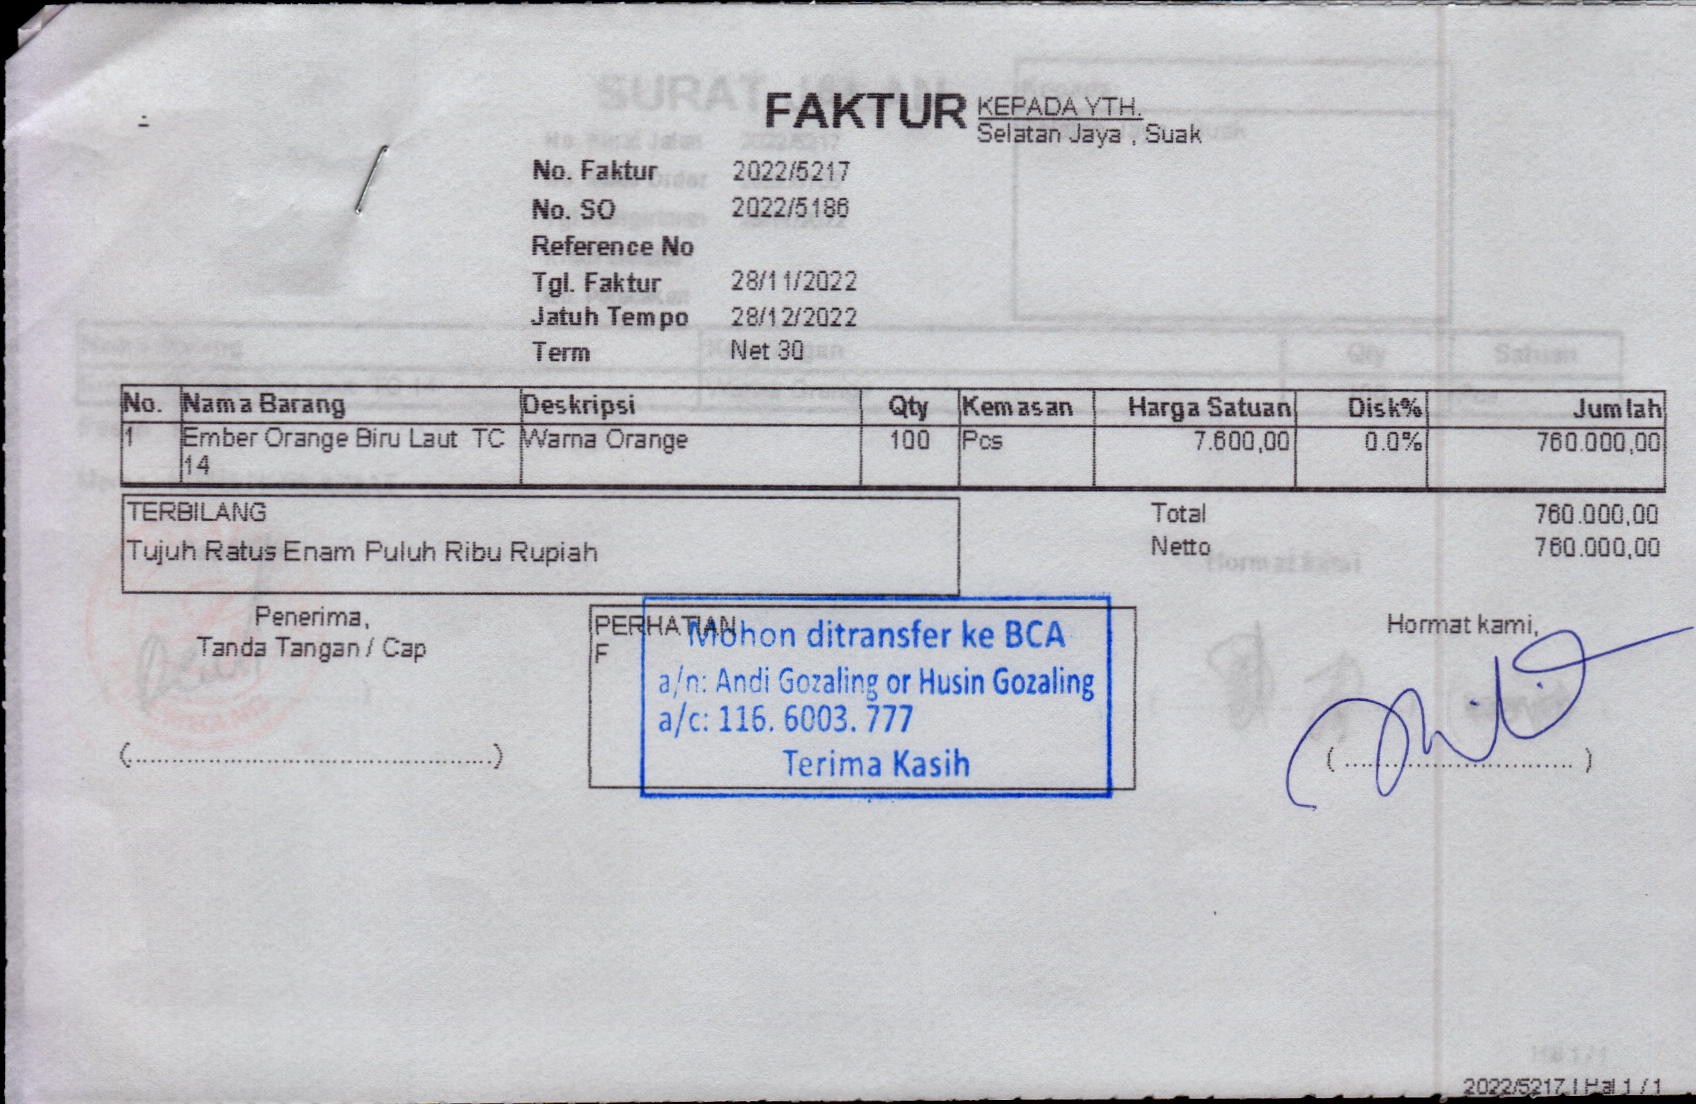 FAKTUR
KEPADA YTH.
Selatan Jaya , Suak
No. Faktur 2022/5217
No. SO 2022/5186
Reference No
Tgl. Faktur 28/11/2022
Jatuh Tempo 28/12/2022
Term Net 30
No. Nama Barang Deskripsi Qty Kemasan Harga Satuan Disk% Jumlah
1 Ember Orange Biru Laut TC Warna Orange 100 Pcs 7.600,00 0.0% 760.000,00
14
TERBILANG
Tujuh Ratus Enam Puluh Ribu Rupiah
Total 760.000,00
Netto 760.000,00
Penerima,
Tanda Tangan / Cap
(..............................................)
PERHATIAN
F
Mohon ditransfer ke BCA
a/n: Andi Gozaling or Husin Gozaling
a/c: 116. 6003. 777
Terima Kasih
Hormat kami,
( ............................. )
2022/5217 | Hal 1 / 1